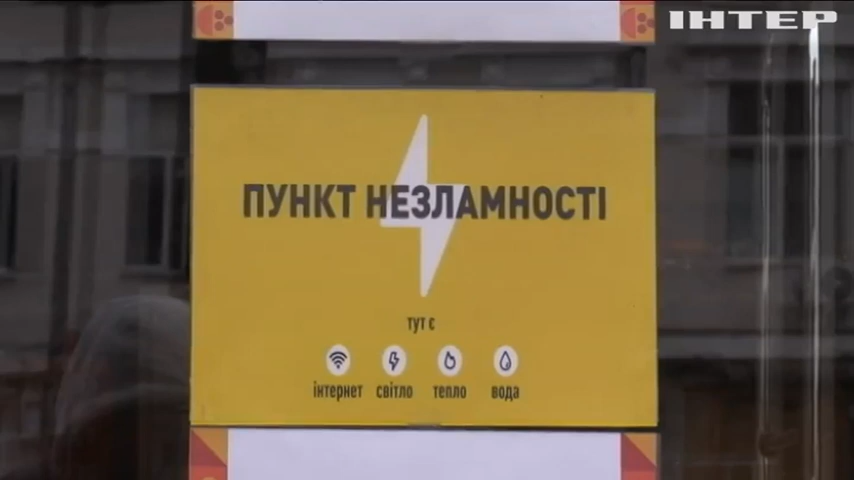 ІНТЕР
ПУНКТ НЕЗЛАМНОСТІ
тут є
інтернет світло тепло вода